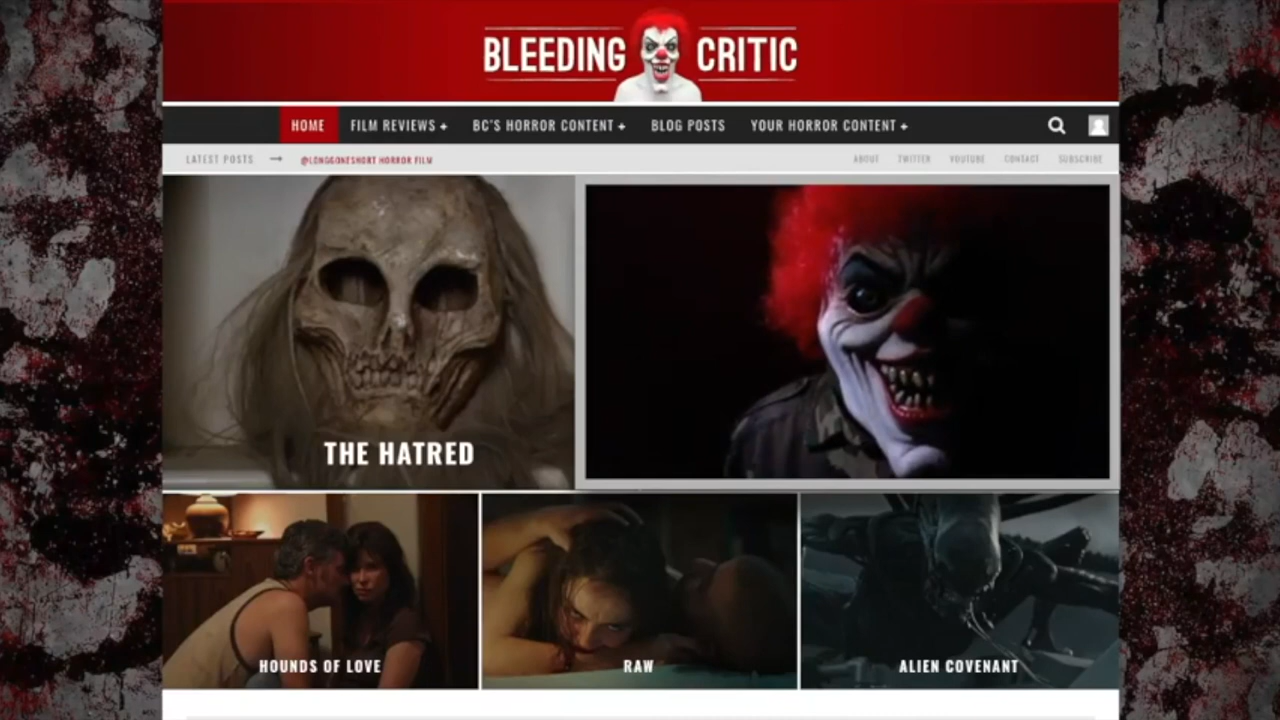 BLEEDING CRITIC
HOME FILM REVIEWS + BC'S HORROR CONTENT + BLOG POSTS YOUR HORROR CONTENT +
LATEST POSTS → @LONGGONESHORT HORROR FILM ABOUT TWITTER YOUTUBE CONTACT SUBSCRIBE
THE HATRED
HOUNDS OF LOVE RAW ALIEN COVENANT